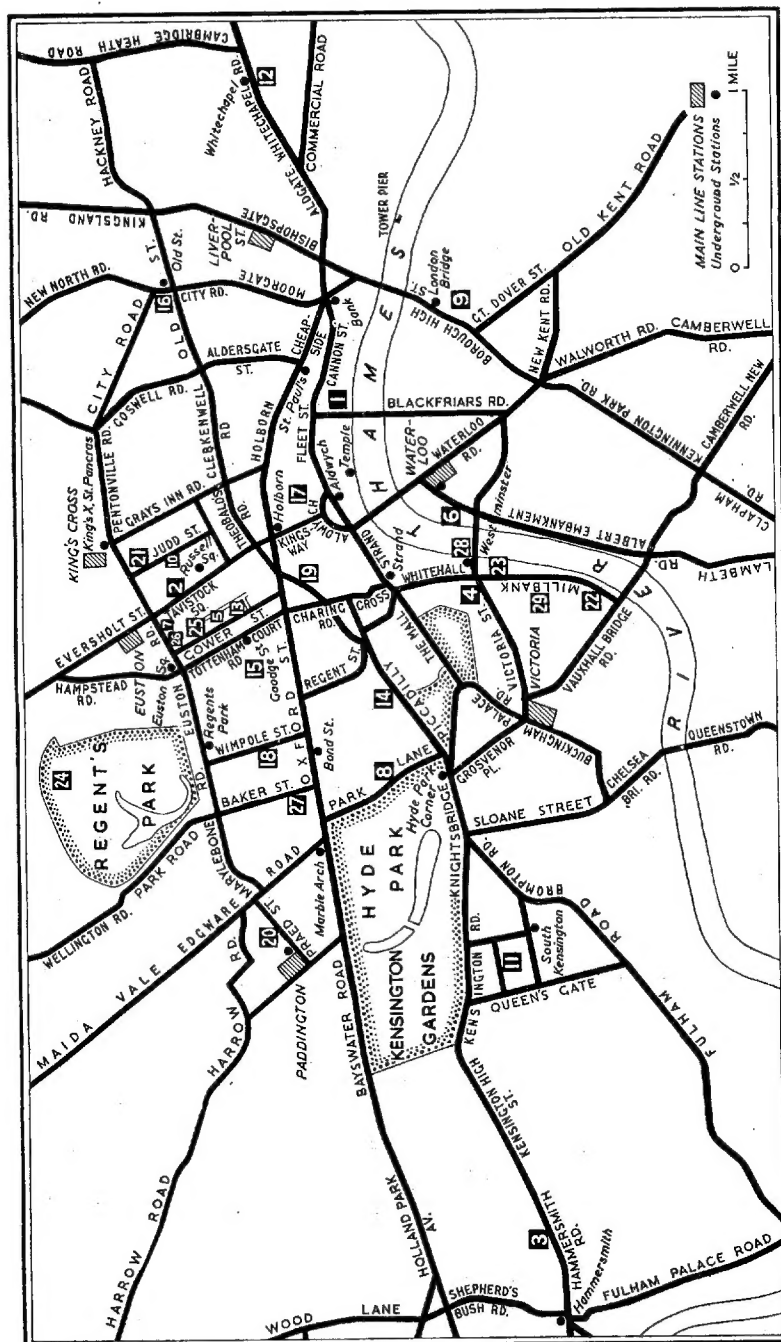 WOOD LANE
HARROW ROAD
HARROW RD.
MAIDA VALE
EDGWARE ROAD
WELLINGTON RD.
PARK ROAD
24
REGENT'S PARK
HAMPSTEAD RD.
EVERSHOLT ST.
KING'S CROSS
King's X, St. Pancras
PENTONVILLE RD.
CITY ROAD
GOSWELL RD.
NEW NORTH RD.
KINGSLAND RD.
HACKNEY ROAD
CAMBRIDGE HEATH ROAD
20
PRAED ST.
PADDINGTON
MARYLEBONE RD.
BAKER ST.
27
WIMPOLE ST.
18
Regents Park
EUSTON RD.
EUSTON
Euston Sq.
GOWER ST.
25
5
13
TAVISTOCK SQ.
2
21
JUDD ST.
10
Russell Sq.
GRAYS INN RD.
THEOBALDS RD.
CLERKENWELL RD
OLD ST.
16
Old St.
CITY RD.
ALDERSGATE ST.
MOORGATE
LIVERPOOL ST.
BISHOPSGATE
Whitechapel
WHITECHAPEL RD.
12
ALDGATE
COMMERCIAL ROAD
TOTTENHAM COURT RD
15
Goodge St
OXFORD ST.
Bond St.
Marble Arch
BAYSWATER ROAD
HOLLAND PARK AV.
REGENT ST.
CHARING CROSS RD.
19
Holborn
HOLBORN
KINGSWAY
17
ALDWYCH
Aldwych
Temple
FLEET ST.
St. Paul's
CHEAPSIDE
CANNON ST.
Bank
1
STRAND
Strand
KENSINGTON GARDENS
HYDE PARK
PARK LANE
8
Hyde Park Corner
PICCADILLY
14
THE MALL
WHITEHALL
KNIGHTSBRIDGE
KENSINGTON RD.
KENSINGTON HIGH ST.
HAMMERSMITH RD.
3
Hammersmith
SHEPHERD'S BUSH RD.
FULHAM PALACE ROAD
11
QUEEN'S GATE
South Kensington
BROMPTON RD.
FULHAM ROAD
SLOANE STREET
GROSVENOR PL.
BUCKINGHAM PALACE RD.
VICTORIA
VICTORIA ST.
VAUXHALL BRIDGE RD.
CHELSEA BRI. RD.
QUEENSTOWN RD.
4
28
Westminster
23
MILLBANK
29
22
6
RIVER THAMES
TOWER PIER
WATERLOO
WATERLOO RD.
BLACKFRIARS RD.
ALBERT EMBANKMENT
LAMBETH RD.
BOROUGH HIGH ST.
London Bridge
9
GT. DOVER ST.
OLD KENT ROAD
NEW KENT RD.
WALWORTH RD.
CAMBERWELL RD.
KENNINGTON PARK RD.
CAMBERWELL NEW RD.
CLAPHAM
MAIN LINE STATIONS
Underground Stations
0 1/2 1 MILE